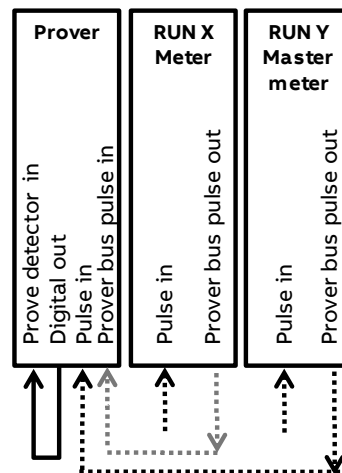 Prover
Prove detector in
Digital out
Pulse in
Prover bus pulse in
RUN X
Meter
Pulse in
Prover bus pulse out
RUN Y
Master
meter
Pulse in
Prover bus pulse out